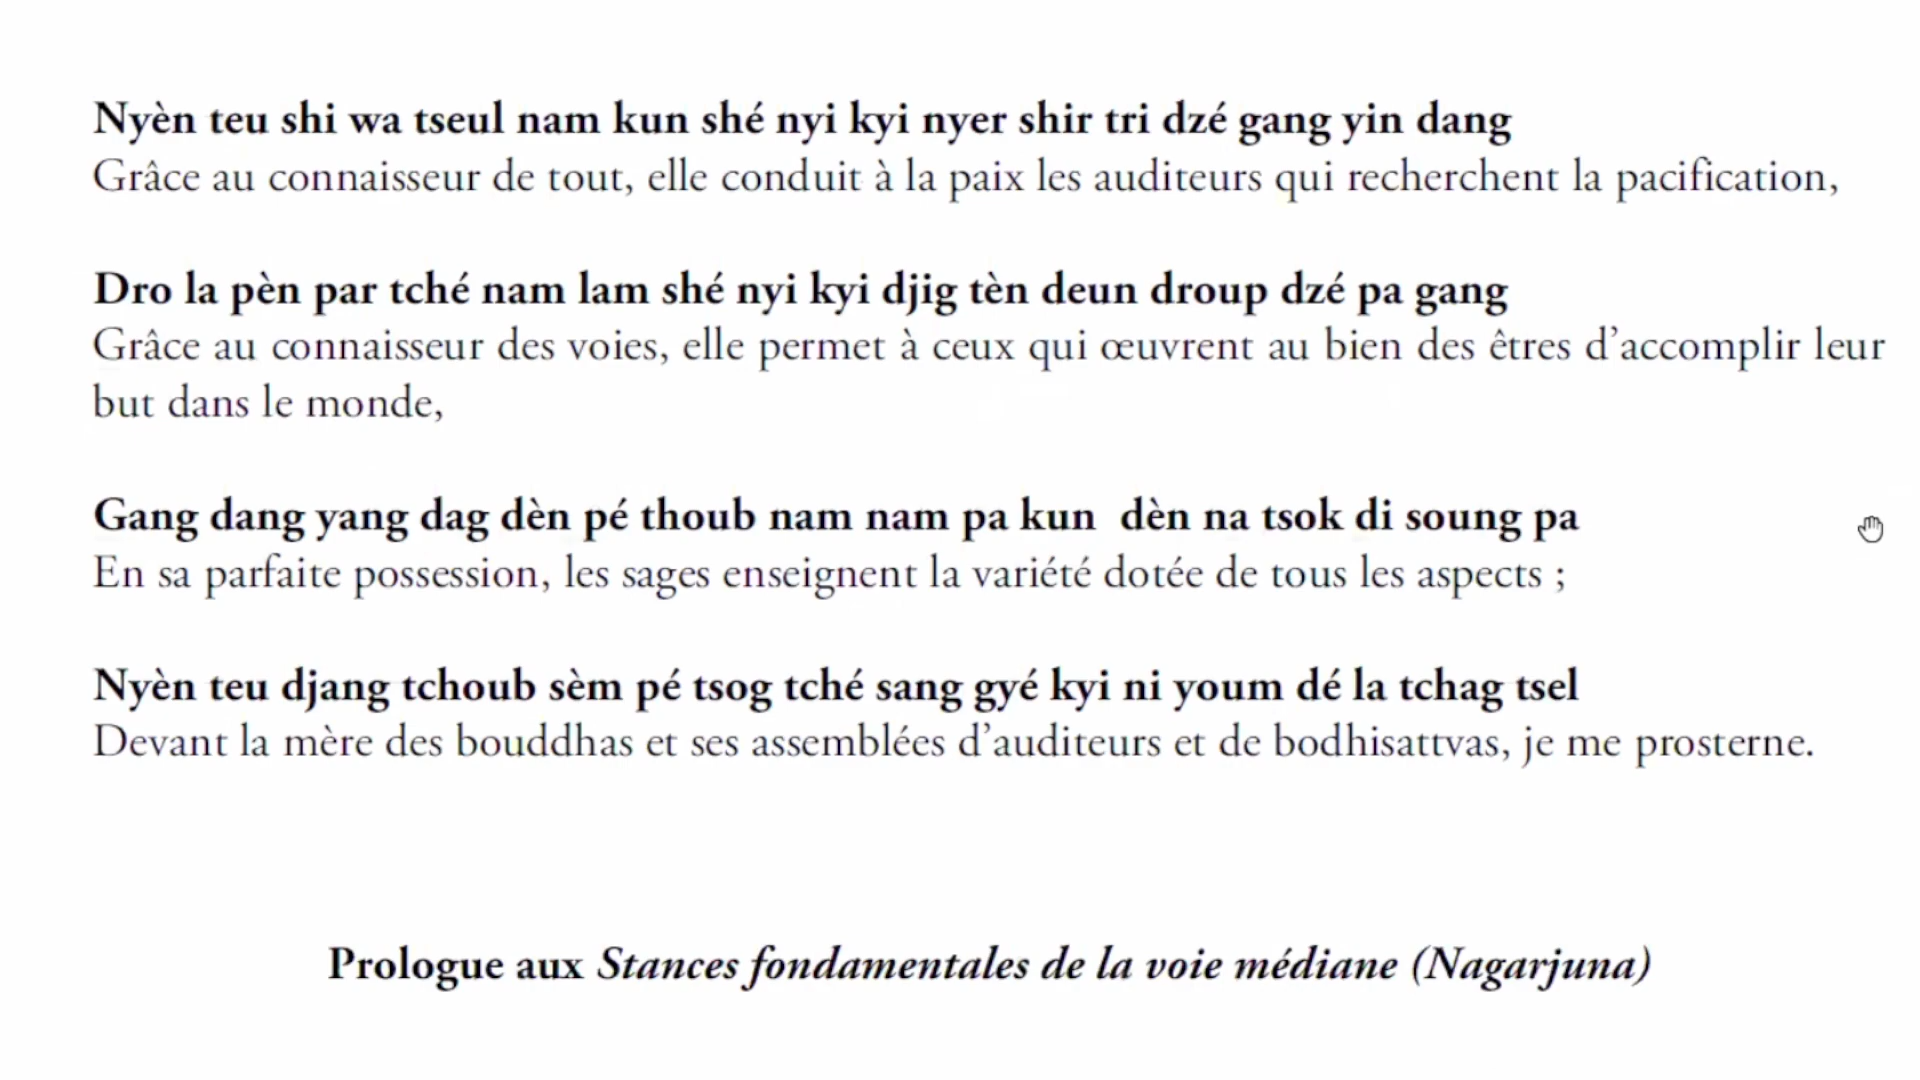 Nyèn teu shi wa tseul nam kun shé nyi kyi nyer shir tri dzé gang yin dang
Grâce au connaisseur de tout, elle conduit à la paix les auditeurs qui recherchent la pacification,
Dro la pèn par tché nam lam shé nyi kyi djig tèn deun droup dzé pa gang
Grâce au connaisseur des voies, elle permet à ceux qui œuvrent au bien des êtres d’accomplir leur
but dans le monde,
Gang dang yang dag dèn pé thoub nam nam pa kun  dèn na tsok di soung pa
En sa parfaite possession, les sages enseignent la variété dotée de tous les aspects ;
Nyèn teu djang tchoub sèm pé tsog tché sang gyé kyi ni youm dé la tchag tsel
Devant la mère des bouddhas et ses assemblées d’auditeurs et de bodhisattvas, je me prosterne.
Prologue aux Stances fondamentales de la voie médiane (Nagarjuna)